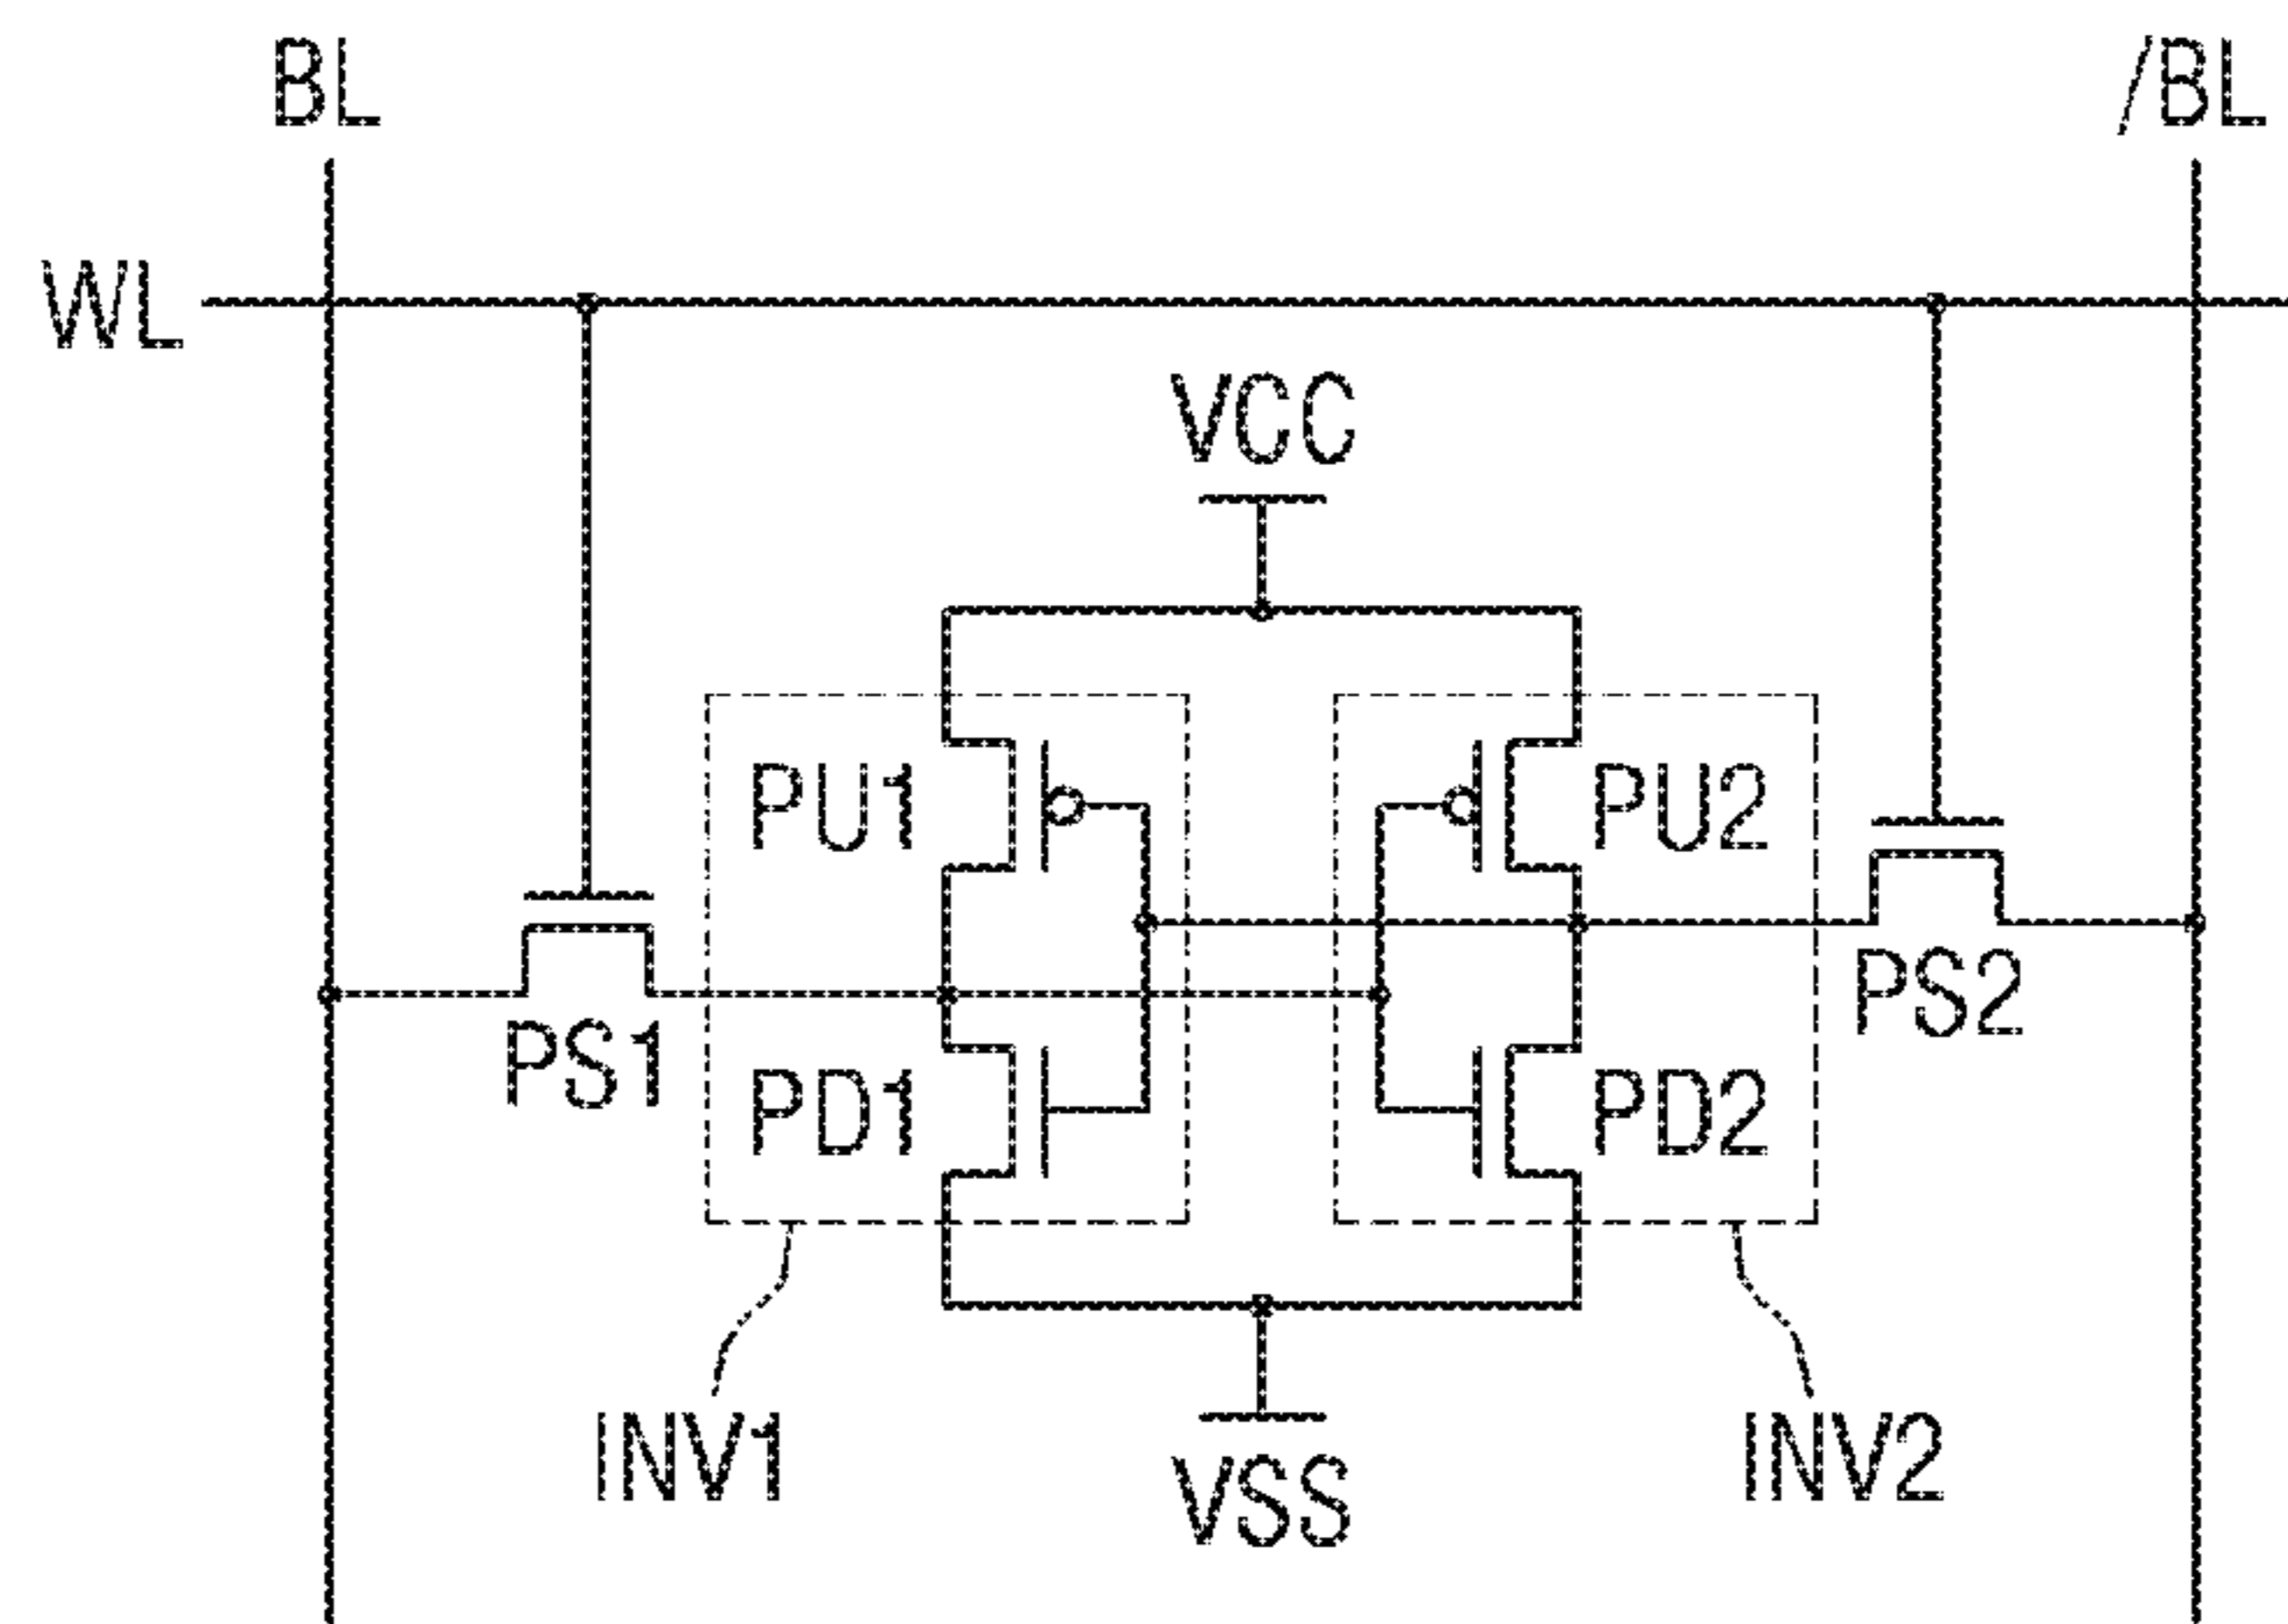 BL /BL
WL
VCC
PU1 PU2
PS1 PD1 PD2 PS2
INV1 VSS INV2